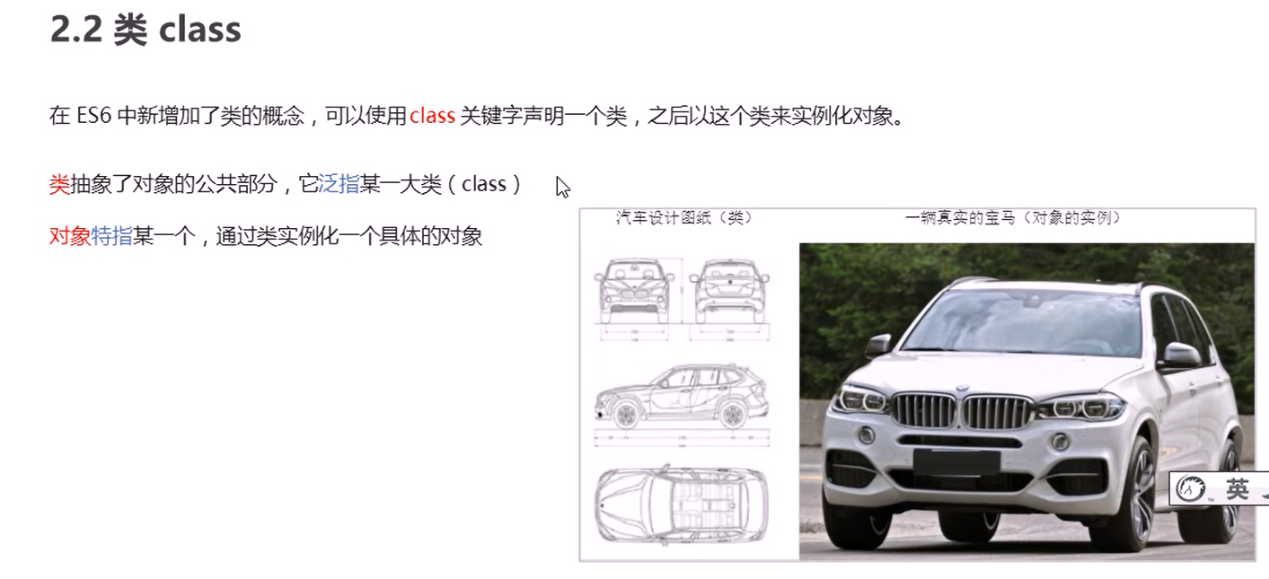 2.2 类 class
在 ES6 中新增加了类的概念，可以使用 class 关键字声明一个类，之后以这个类来实例化对象。
类抽象了对象的公共部分，它泛指某一大类（class）
对象特指某一个，通过类实例化一个具体的对象
汽车设计图纸（类）
一辆真实的宝马（对象的实例）
英